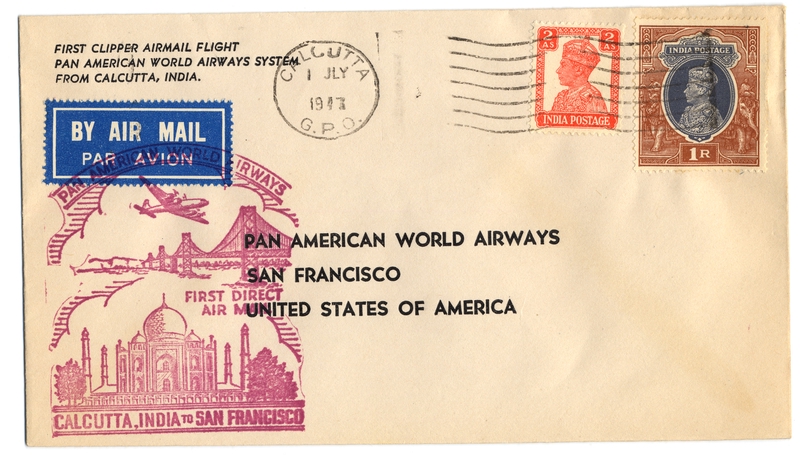 FIRST CLIPPER AIRMAIL FLIGHT
PAN AMERICAN WORLD AIRWAYS SYSTEM
FROM CALCUTTA, INDIA.
CALCUTTA
1 JLY
G.P.O.
2 2
AS AS
INDIA POSTAGE
INDIA POSTAGE
1 R
BY AIR MAIL
PAR AVION
PAN AMERICAN WORLD AIRWAYS
PAN AMERICAN WORLD AIRWAYS
SAN FRANCISCO
UNITED STATES OF AMERICA
FIRST DIRECT
AIR MAIL
CALCUTTA, INDIA TO SAN FRANCISCO